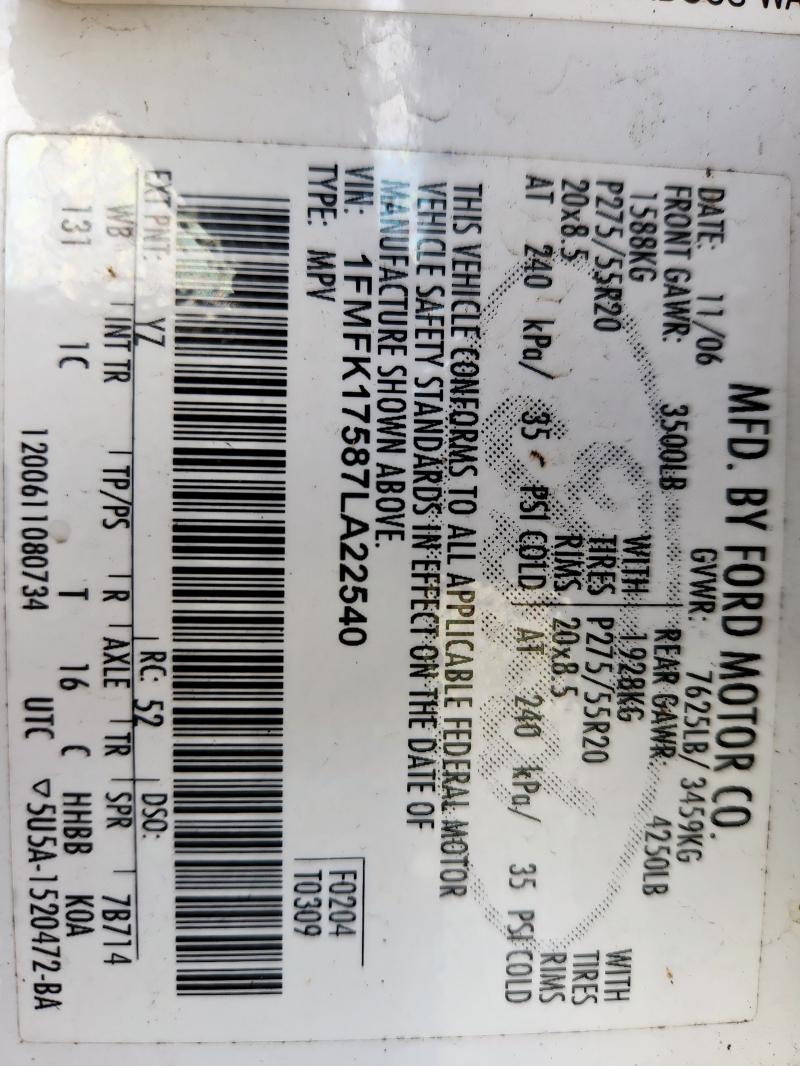 MFD. BY FORD MOTOR CO.
DATE: 11/06 GVWR: 7625LB/ 3459KG
FRONT GAWR: 3500LB REAR GAWR: 4250LB
1588KG WITH 1928KG WITH
P275/55R20 TIRES P275/55R20 TIRES
20x8.5 RIMS 20x8.5 RIMS
AT 240 kPa/ 35 PSI COLD AT 240 kPa/ 35 PSI COLD
THIS VEHICLE CONFORMS TO ALL APPLICABLE FEDERAL MOTOR
VEHICLE SAFETY STANDARDS IN EFFECT ON THE DATE OF
MANUFACTURE SHOWN ABOVE.
VIN: 1FMFK17587LA22540
TYPE: MPV
F0204
T0309
EXT PNT: YZ RC: 52 DSO:
WB INT TR TP/PS R AXLE TR SPR 7B714
131 1C T 16 C HHBB KOA
1200611080734 UTC ▽5U5A-1520472-BA